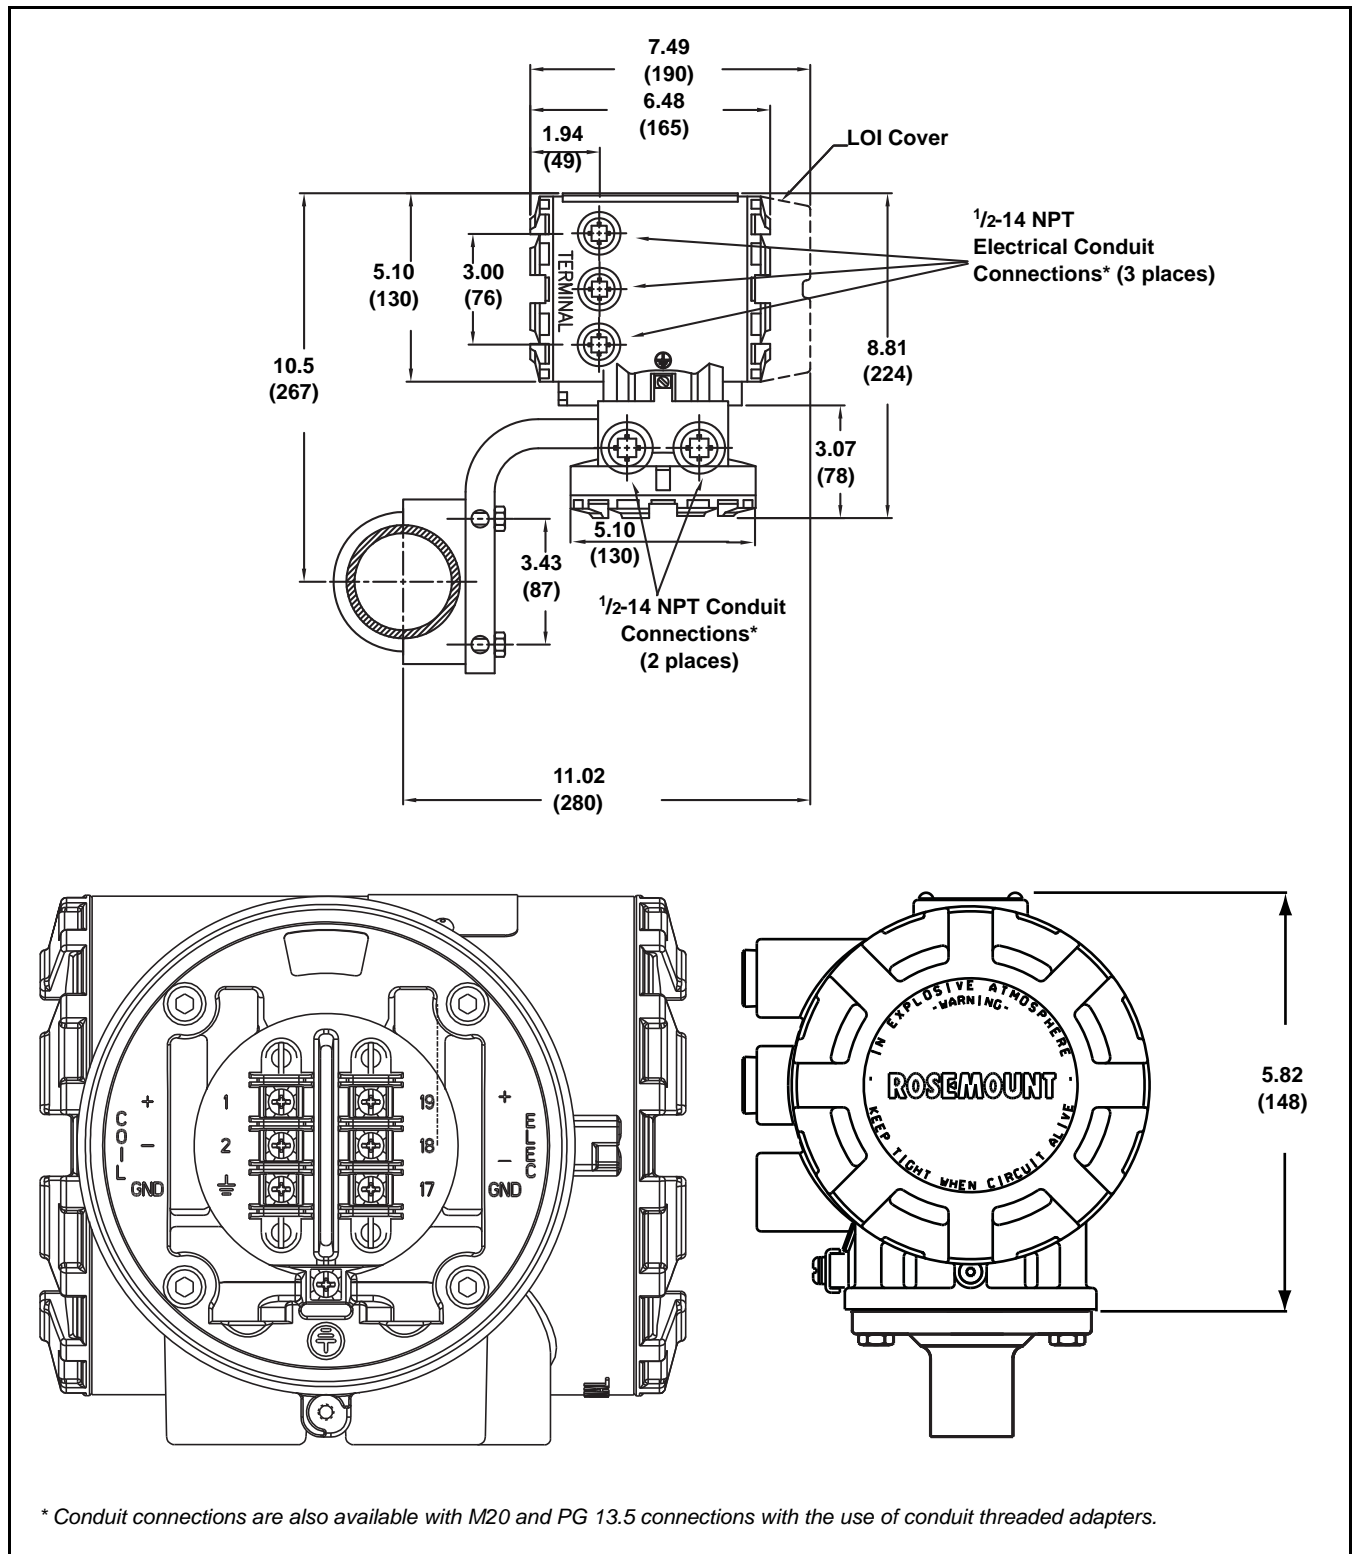 7.49
(190)
6.48
(165)
1.94
(49)
LOI Cover
1/2-14 NPT
Electrical Conduit
Connections* (3 places)
5.10
(130)
3.00
(76)
TERMINAL
10.5
(267)
8.81
(224)
3.07
(78)
5.10
(130)
3.43
(87)
1/2-14 NPT Conduit
Connections*
(2 places)
11.02
(280)
COIL
+
−
GND
1
2
19
18
17
+
−
GND
ELEC
IN EXPLOSIVE ATMOSPHERE
-WARNING-
ROSEMOUNT
KEEP TIGHT WHEN CIRCUIT ALIVE
5.82
(148)
* Conduit connections are also available with M20 and PG 13.5 connections with the use of conduit threaded adapters.